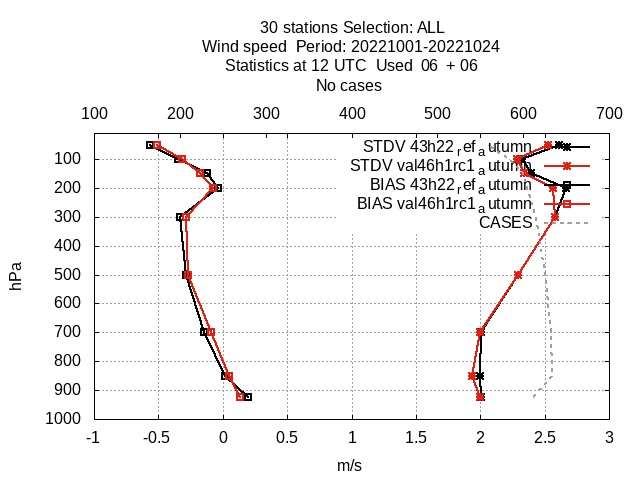 30 stations Selection: ALL
Wind speed  Period: 20221001-20221024
Statistics at 12 UTC  Used  06  + 06
No cases
100 200 300 400 500 600 700
STDV 43h22_ref_autumn
STDV val46h1rc1_autumn
BIAS 43h22_ref_autumn
BIAS val46h1rc1_autumn
CASES
hPa
100
200
300
400
500
600
700
800
900
1000
-1 -0.5 0 0.5 1 1.5 2 2.5 3
m/s